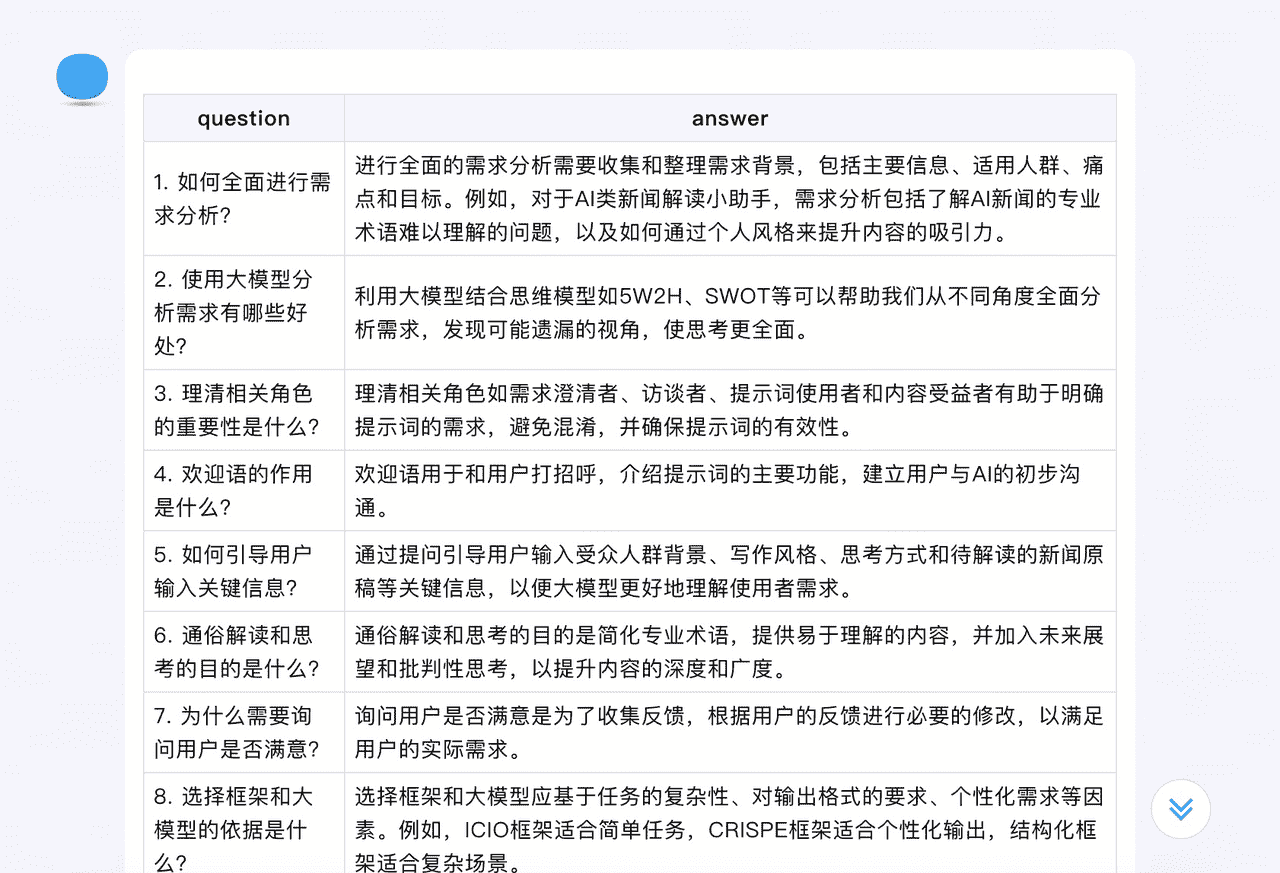 question
answer
1. 如何全面进行需
求分析?
进行全面的需求分析需要收集和整理需求背景，包括主要信息、适用人群、痛
点和目标。例如，对于AI类新闻解读小助手，需求分析包括了解AI新闻的专业
术语难以理解的问题，以及如何通过个人风格来提升内容的吸引力。
2. 使用大模型分
析需求有哪些好
处?
利用大模型结合思维模型如5W2H、SWOT等可以帮助我们从不同角度全面分
析需求，发现可能遗漏的视角，使思考更全面。
3. 理清相关角色
的重要性是什么?
理清相关角色如需求澄清者、访谈者、提示词使用者和内容受益者有助于明确
提示词的需求，避免混淆，并确保提示词的有效性。
4. 欢迎语的作用
是什么?
欢迎语用于和用户打招呼，介绍提示词的主要功能，建立用户与AI的初步沟
通。
5. 如何引导用户
输入关键信息?
通过提问引导用户输入受众人群背景、写作风格、思考方式和待解读的新闻原
稿等关键信息，以便大模型更好地理解使用者需求。
6. 通俗解读和思
考的目的是什么?
通俗解读和思考的目的是简化专业术语，提供易于理解的内容，并加入未来展
望和批判性思考，以提升内容的深度和广度。
7. 为什么需要询
问用户是否满意?
询问用户是否满意是为了收集反馈，根据用户的反馈进行必要的修改，以满足
用户的实际需求。
8. 选择框架和大
模型的依据是什
么?
选择框架和大模型应基于任务的复杂性、对输出格式的要求、个性化需求等因
素。例如，ICIO框架适合简单任务，CRISPE框架适合个性化输出，结构化框
架适合复杂场景。